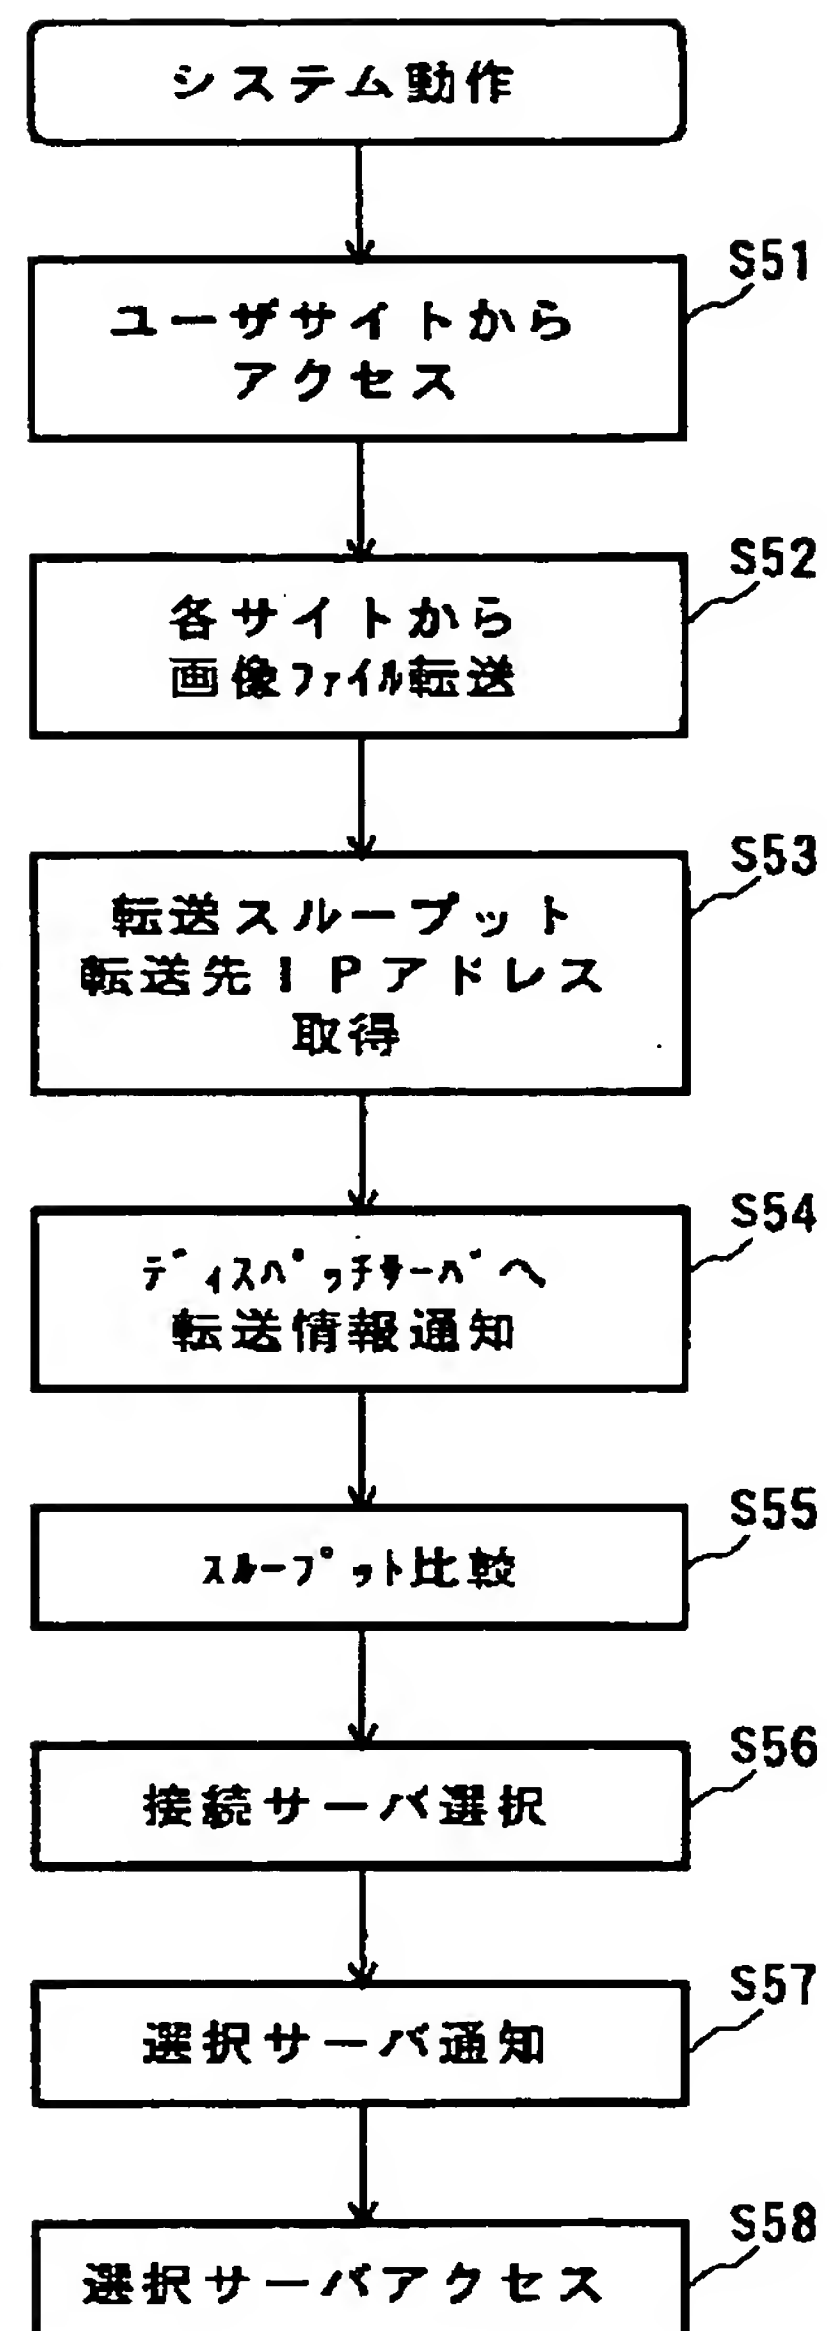 システム動作
S51
ユーザサイトから
アクセス
S52
各サイトから
画像ﾌｧｲﾙ転送
S53
転送スループット
転送先IPアドレス
取得
S54
ﾃﾞｨｽﾊﾟｯﾁｻｰﾊﾞへ
転送情報通知
S55
ｽﾙｰﾌﾟｯﾄ比較
S56
接続サーバ選択
S57
選択サーバ通知
S58
選択サーバアクセス